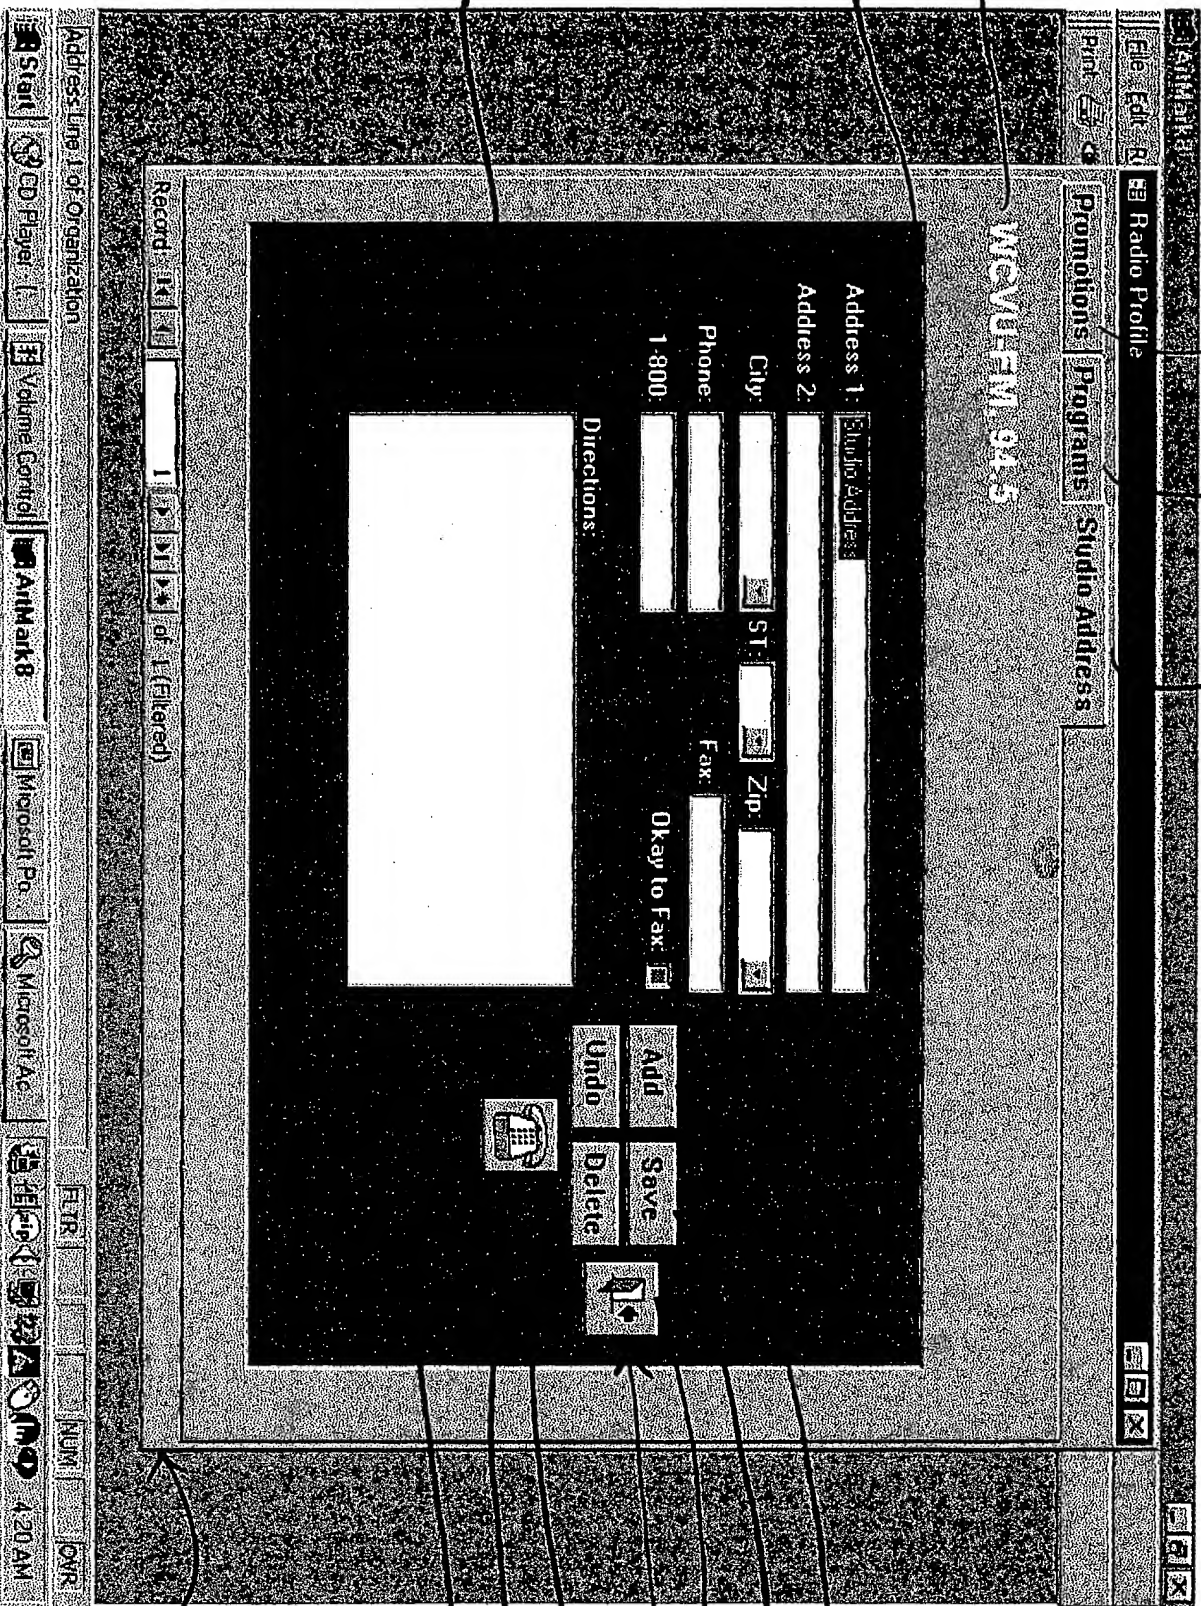 ArtMark8
File Edit
Print
Radio Profile
Promotions Programs Studio Address
WCVU-FM 94.5
Address 1: Studio Address
Address 2:
City: ST: Zip:
Phone: Fax:
1-800 Okay to Fax:
Add Save
Undo Delete
Directions:
Record: 1 of 1 (Filtered)
Address Line 1 of Organization FLTR NUM OVR
Start CD Player - [ Volume Control ArtMark8 Microsoft Po... Microsoft Ac... 4:20 AM